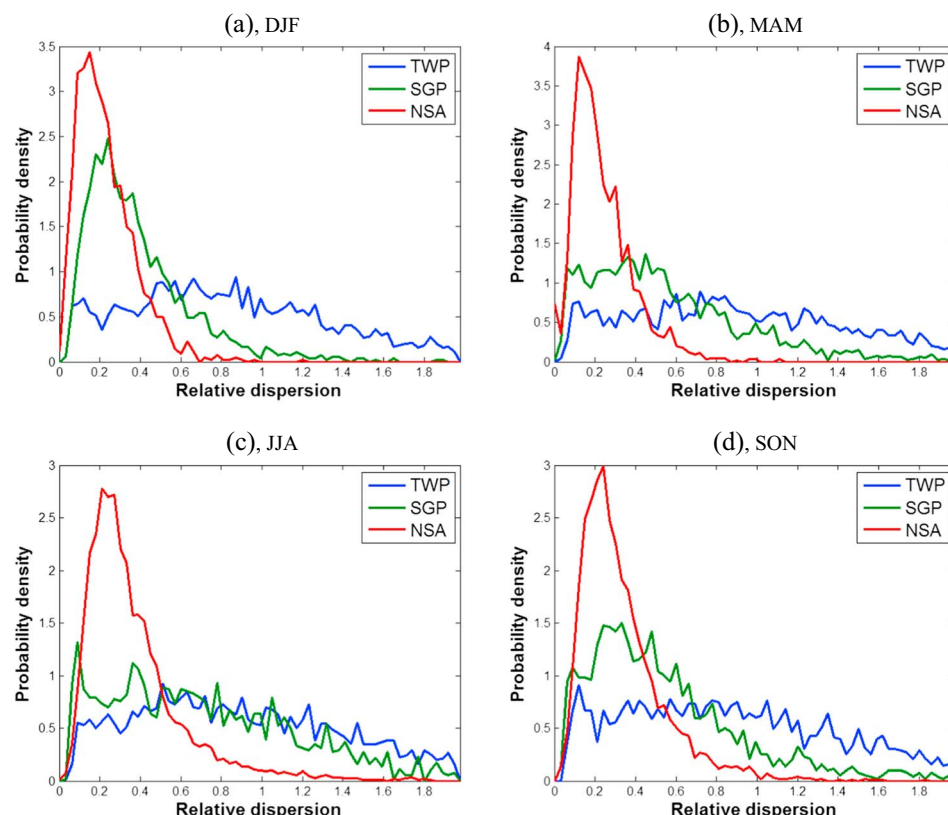 (a), DJF
3.5
3
2.5
2
1.5
1
0.5
0
Probability density
0 0.2 0.4 0.6 0.8 1 1.2 1.4 1.6 1.8
Relative dispersion
TWP
SGP
NSA
(b), MAM
4
3.5
3
2.5
2
1.5
1
0.5
0
Probability density
0 0.2 0.4 0.6 0.8 1 1.2 1.4 1.6 1.8
Relative dispersion
TWP
SGP
NSA
(c), JJA
3
2.5
2
1.5
1
0.5
0
Probability density
0 0.2 0.4 0.6 0.8 1 1.2 1.4 1.6 1.8
Relative dispersion
TWP
SGP
NSA
(d), SON
3
2.5
2
1.5
1
0.5
0
Probability density
0 0.2 0.4 0.6 0.8 1 1.2 1.4 1.6 1.8
Relative dispersion
TWP
SGP
NSA